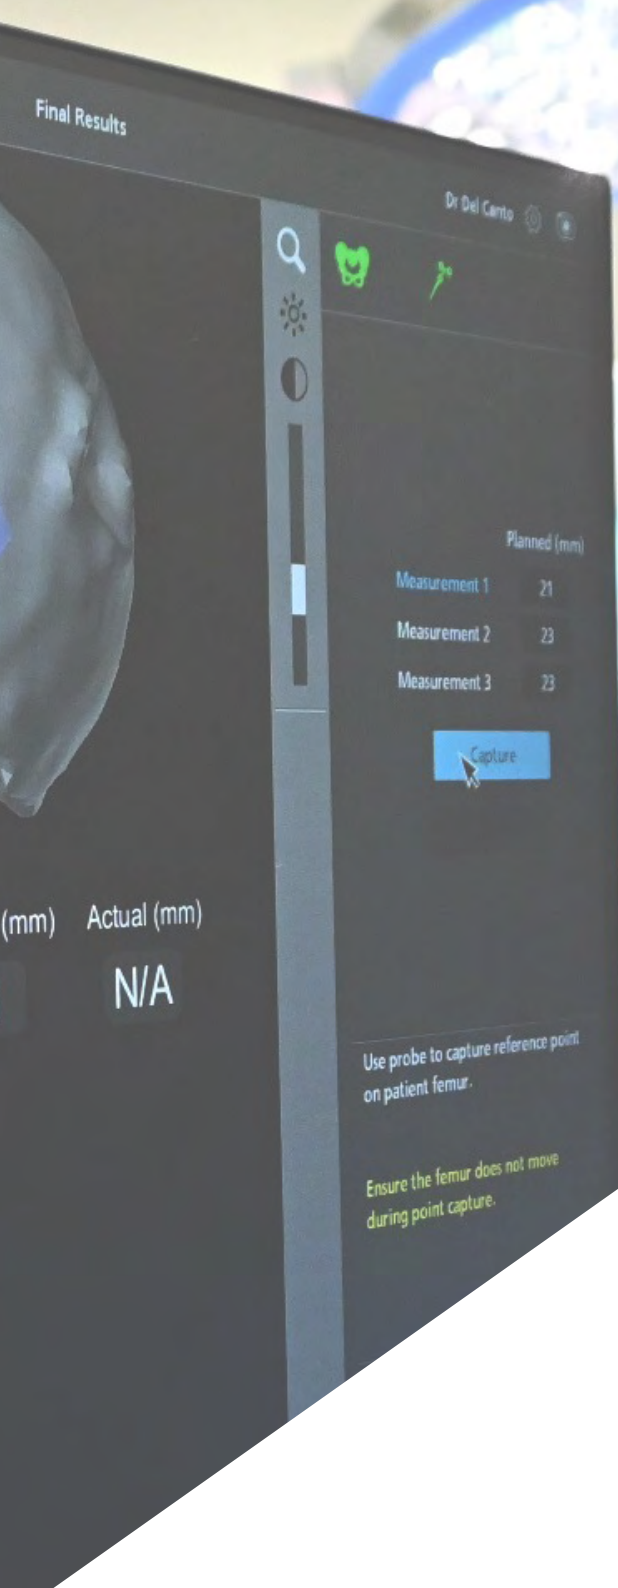 Final Results
Dr Del Canto
Planned (mm)
Measurement 1 21
Measurement 2 23
Measurement 3 23
Capture
(mm) Actual (mm)
N/A
Use probe to capture reference point
on patient femur.
Ensure the femur does not move
during point capture.